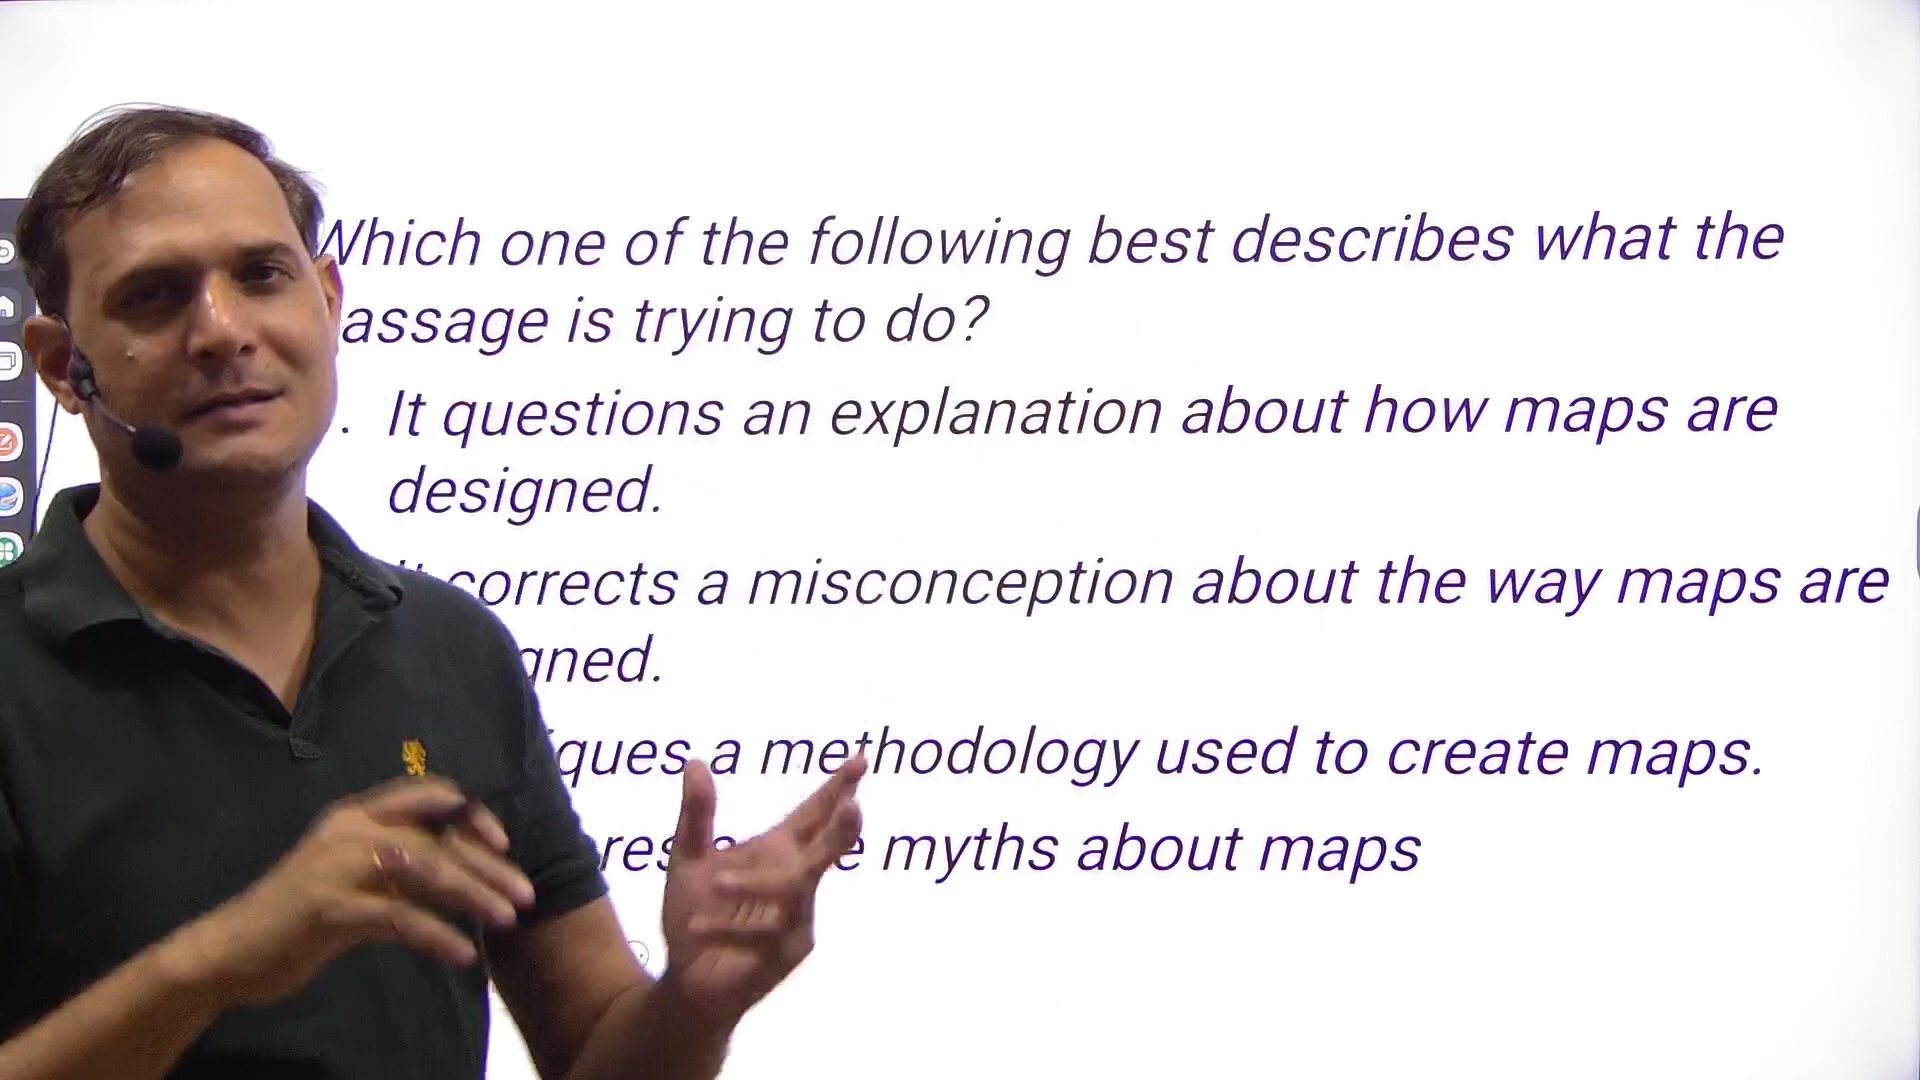 Which one of the following best describes what the
assage is trying to do?
. It questions an explanation about how maps are
designed.
corrects a misconception about the way maps are
gned.
iques a methodology used to create maps.
myths about maps